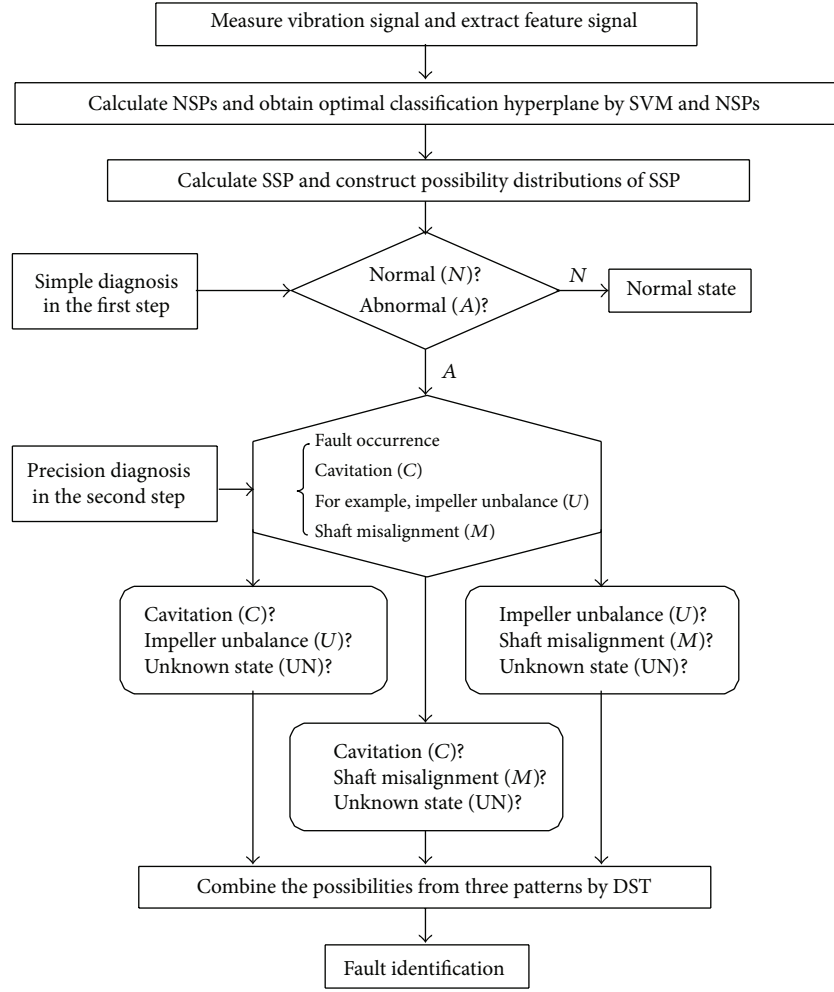 Measure vibration signal and extract feature signal
Calculate NSPs and obtain optimal classification hyperplane by SVM and NSPs
Calculate SSP and construct possibility distributions of SSP
Simple diagnosis
in the first step
Normal (N)?
Abnormal (A)?
N
Normal state
A
Precision diagnosis
in the second step
Fault occurrence
Cavitation (C)
For example, impeller unbalance (U)
Shaft misalignment (M)
Cavitation (C)?
Impeller unbalance (U)?
Unknown state (UN)?
Impeller unbalance (U)?
Shaft misalignment (M)?
Unknown state (UN)?
Cavitation (C)?
Shaft misalignment (M)?
Unknown state (UN)?
Combine the possibilities from three patterns by DST
Fault identification